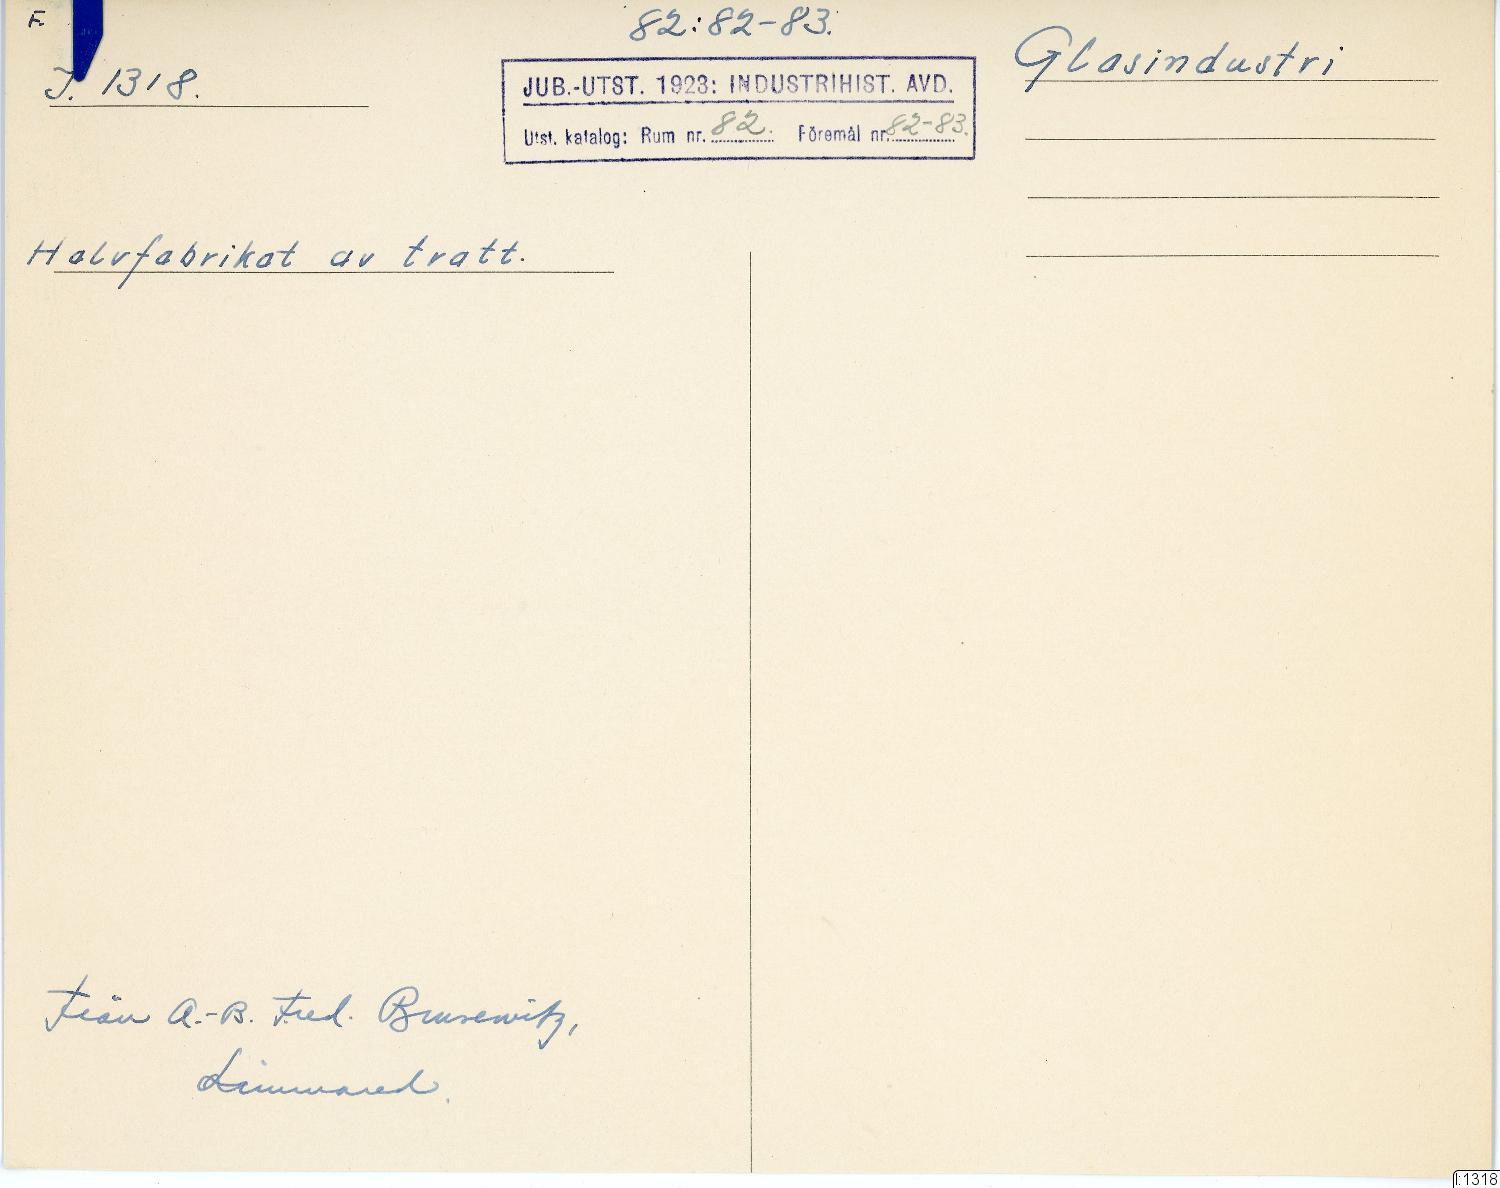 F.
82:82-83.
J. 1318.
Glasindustri
JUB.-UTST. 1923: INDUSTRIHIST. AVD.
Utst. katalog: Rum nr. 82. Föremål nr. 82-83.
Halvfabrikat av tratt.
Från A.-B. Fred. Brusewitz,
Limmared.
I:1318